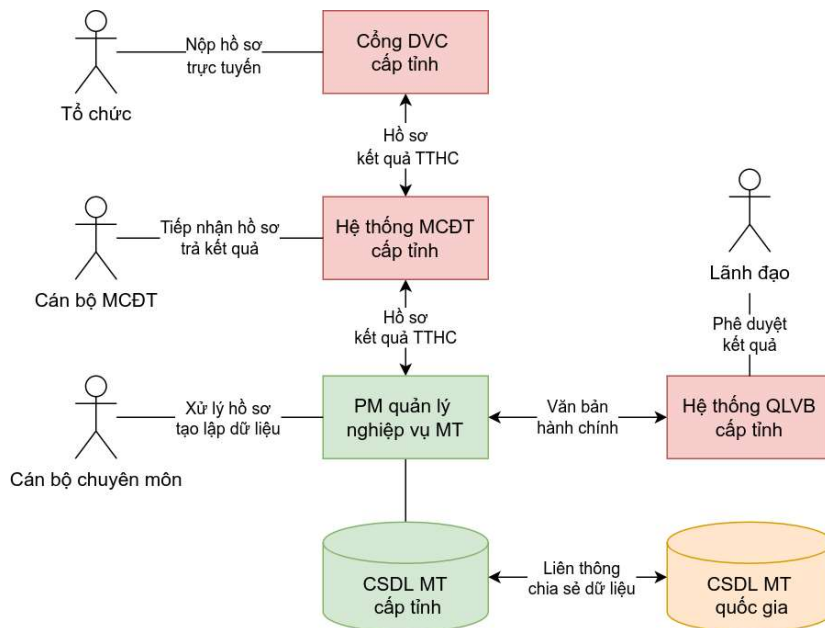 Tổ chức
Nộp hồ sơ
trực tuyến
Cổng DVC
cấp tỉnh
Hồ sơ
kết quả TTHC
Cán bộ MCĐT
Tiếp nhận hồ sơ
trả kết quả
Hệ thống MCĐT
cấp tỉnh
Lãnh đạo
Hồ sơ
kết quả TTHC
Phê duyệt
kết quả
Cán bộ chuyên môn
Xử lý hồ sơ
tạo lập dữ liệu
PM quản lý
nghiệp vụ MT
Văn bản
hành chính
Hệ thống QLVB
cấp tỉnh
CSDL MT
cấp tỉnh
Liên thông
chia sẻ dữ liệu
CSDL MT
quốc gia